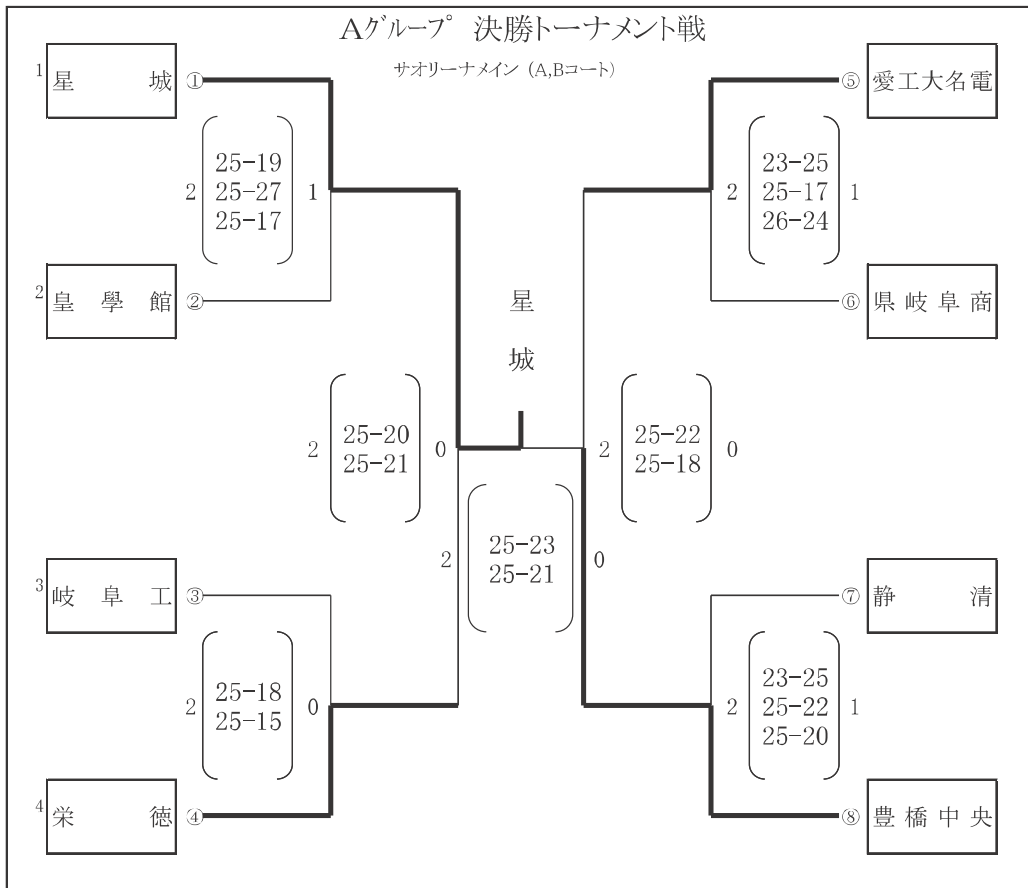 Aグループ 決勝トーナメント戦
サオリーナメイン (A,Bコート)
1 星城 ①
⑤ 愛工大名電
2 25-19 1
25-27
25-17
2 23-25 1
25-17
26-24
2 皇學館 ②
⑥ 県岐阜商
星城
2 25-20 0
25-21
2 25-22 0
25-18
2 25-23 0
25-21
3 岐阜工 ③
⑦ 静清
2 25-18 0
25-15
2 23-25 1
25-22
25-20
4 栄徳 ④
⑧ 豊橋中央